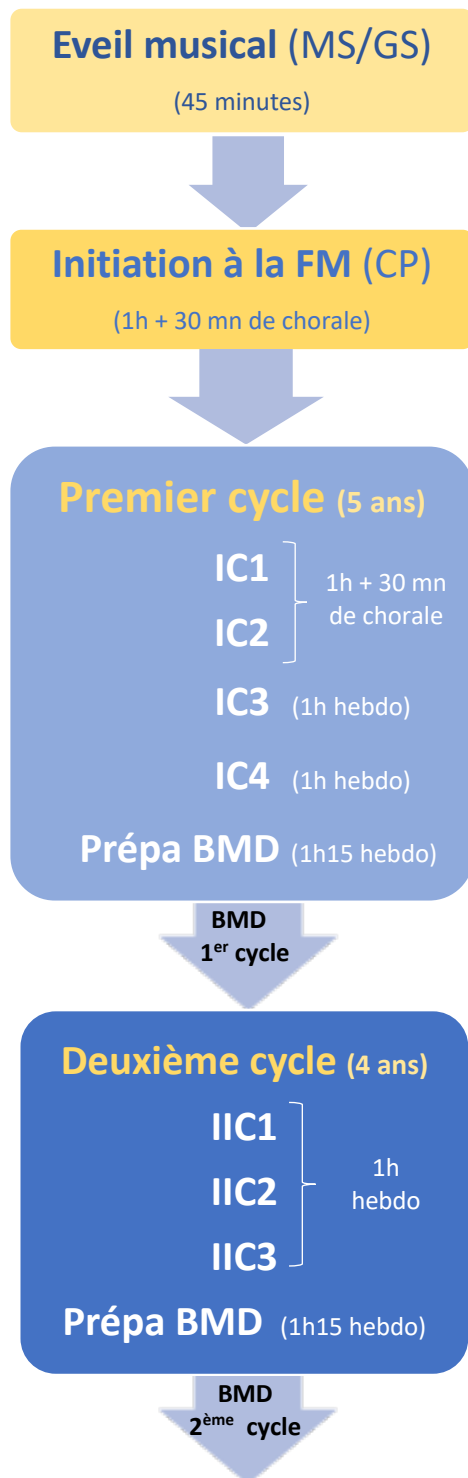 Eveil musical (MS/GS)
(45 minutes)
Initiation à la FM (CP)
(1h + 30 mn de chorale)
Premier cycle (5 ans)
IC1
IC2
1h + 30 mn
de chorale
IC3 (1h hebdo)
IC4 (1h hebdo)
Prépa BMD (1h15 hebdo)
BMD
1er cycle
Deuxième cycle (4 ans)
IIC1
IIC2
IIC3
1h
hebdo
Prépa BMD (1h15 hebdo)
BMD
2ème cycle